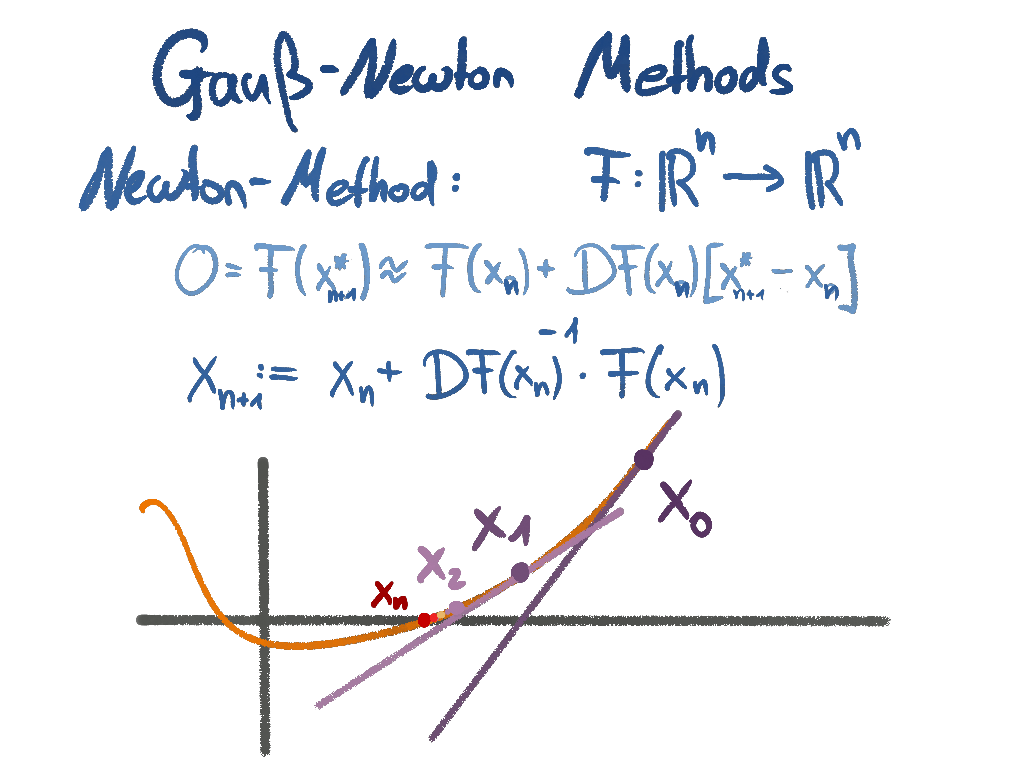 Gauß-Newton Methods
Newton-Method: F: ℝⁿ → ℝⁿ
0 = F(x*ₙ₊₁) ≈ F(xₙ) + DF(xₙ)[x*ₙ₊₁ - xₙ]
xₙ₊₁ := xₙ + DF(xₙ)⁻¹ · F(xₙ)
x₀
x₁
x₂
xₙ